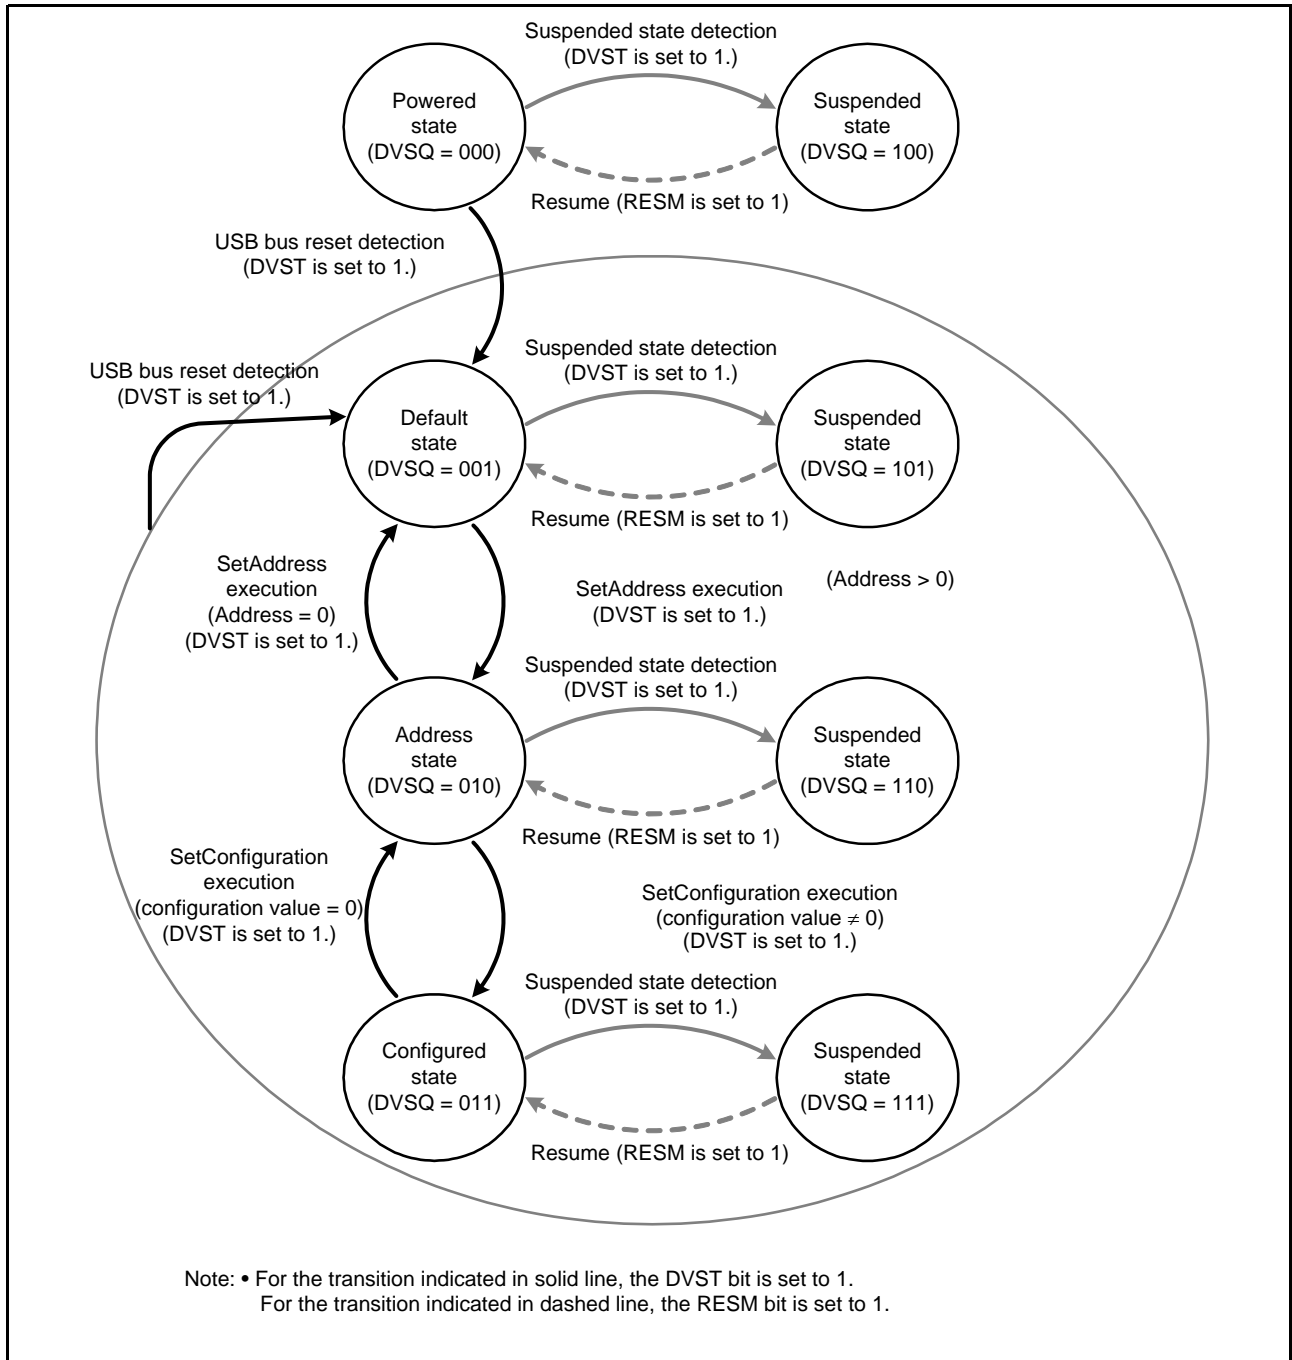 Suspended state detection
(DVST is set to 1.)
Powered
state
(DVSQ = 000)
Suspended
state
(DVSQ = 100)
Resume (RESM is set to 1)
USB bus reset detection
(DVST is set to 1.)
Suspended state detection
(DVST is set to 1.)
USB bus reset detection
(DVST is set to 1.)
Default
state
(DVSQ = 001)
Suspended
state
(DVSQ = 101)
Resume (RESM is set to 1)
SetAddress
execution
(Address = 0)
(DVST is set to 1.)
SetAddress execution
(DVST is set to 1.)
(Address > 0)
Suspended state detection
(DVST is set to 1.)
Address
state
(DVSQ = 010)
Suspended
state
(DVSQ = 110)
Resume (RESM is set to 1)
SetConfiguration
execution
(configuration value = 0)
(DVST is set to 1.)
SetConfiguration execution
(configuration value ≠ 0)
(DVST is set to 1.)
Suspended state detection
(DVST is set to 1.)
Configured
state
(DVSQ = 011)
Suspended
state
(DVSQ = 111)
Resume (RESM is set to 1)
Note: • For the transition indicated in solid line, the DVST bit is set to 1.
For the transition indicated in dashed line, the RESM bit is set to 1.